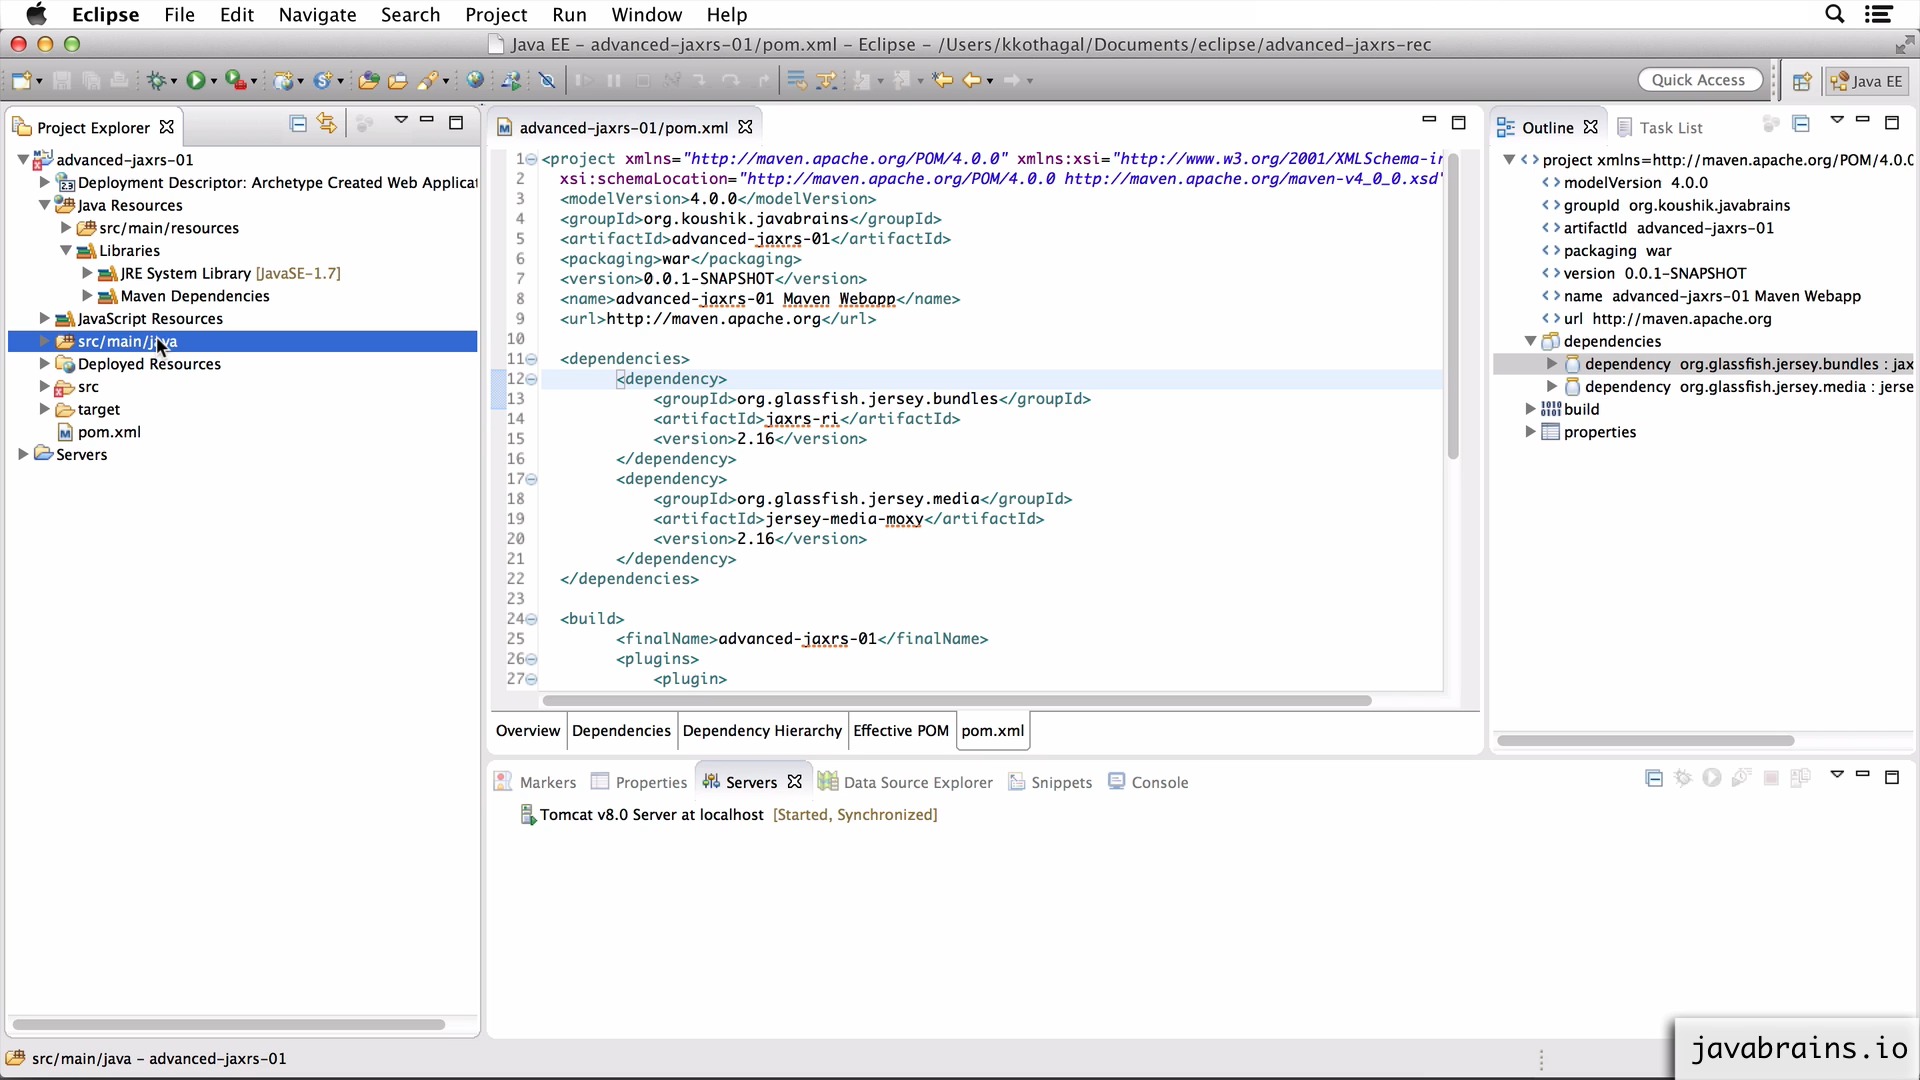 Eclipse File Edit Navigate Search Project Run Window Help
Java EE – advanced-jaxrs-01/pom.xml – Eclipse – /Users/kkothagal/Documents/eclipse/advanced-jaxrs-rec
Quick Access
Java EE
Project Explorer
advanced-jaxrs-01
Deployment Descriptor: Archetype Created Web Applicat
Java Resources
src/main/resources
Libraries
JRE System Library [JavaSE-1.7]
Maven Dependencies
JavaScript Resources
src/main/java
Deployed Resources
src
target
pom.xml
Servers
advanced-jaxrs-01/pom.xml
1 <project xmlns="http://maven.apache.org/POM/4.0.0" xmlns:xsi="http://www.w3.org/2001/XMLSchema-ir
2 xsi:schemaLocation="http://maven.apache.org/POM/4.0.0 http://maven.apache.org/maven-v4_0_0.xsd"
3 <modelVersion>4.0.0</modelVersion>
4 <groupId>org.koushik.javabrains</groupId>
5 <artifactId>advanced-jaxrs-01</artifactId>
6 <packaging>war</packaging>
7 <version>0.0.1-SNAPSHOT</version>
8 <name>advanced-jaxrs-01 Maven Webapp</name>
9 <url>http://maven.apache.org</url>
10
11 <dependencies>
12 <dependency>
13 <groupId>org.glassfish.jersey.bundles</groupId>
14 <artifactId>jaxrs-ri</artifactId>
15 <version>2.16</version>
16 </dependency>
17 <dependency>
18 <groupId>org.glassfish.jersey.media</groupId>
19 <artifactId>jersey-media-moxy</artifactId>
20 <version>2.16</version>
21 </dependency>
22 </dependencies>
23
24 <build>
25 <finalName>advanced-jaxrs-01</finalName>
26 <plugins>
27 <plugin>
Overview Dependencies Dependency Hierarchy Effective POM pom.xml
Outline Task List
project xmlns=http://maven.apache.org/POM/4.0.0
modelVersion 4.0.0
groupId org.koushik.javabrains
artifactId advanced-jaxrs-01
packaging war
version 0.0.1-SNAPSHOT
name advanced-jaxrs-01 Maven Webapp
url http://maven.apache.org
dependencies
dependency org.glassfish.jersey.bundles : jax
dependency org.glassfish.jersey.media : jerse
build
properties
Markers Properties Servers Data Source Explorer Snippets Console
Tomcat v8.0 Server at localhost [Started, Synchronized]
src/main/java – advanced-jaxrs-01
javabrains.io